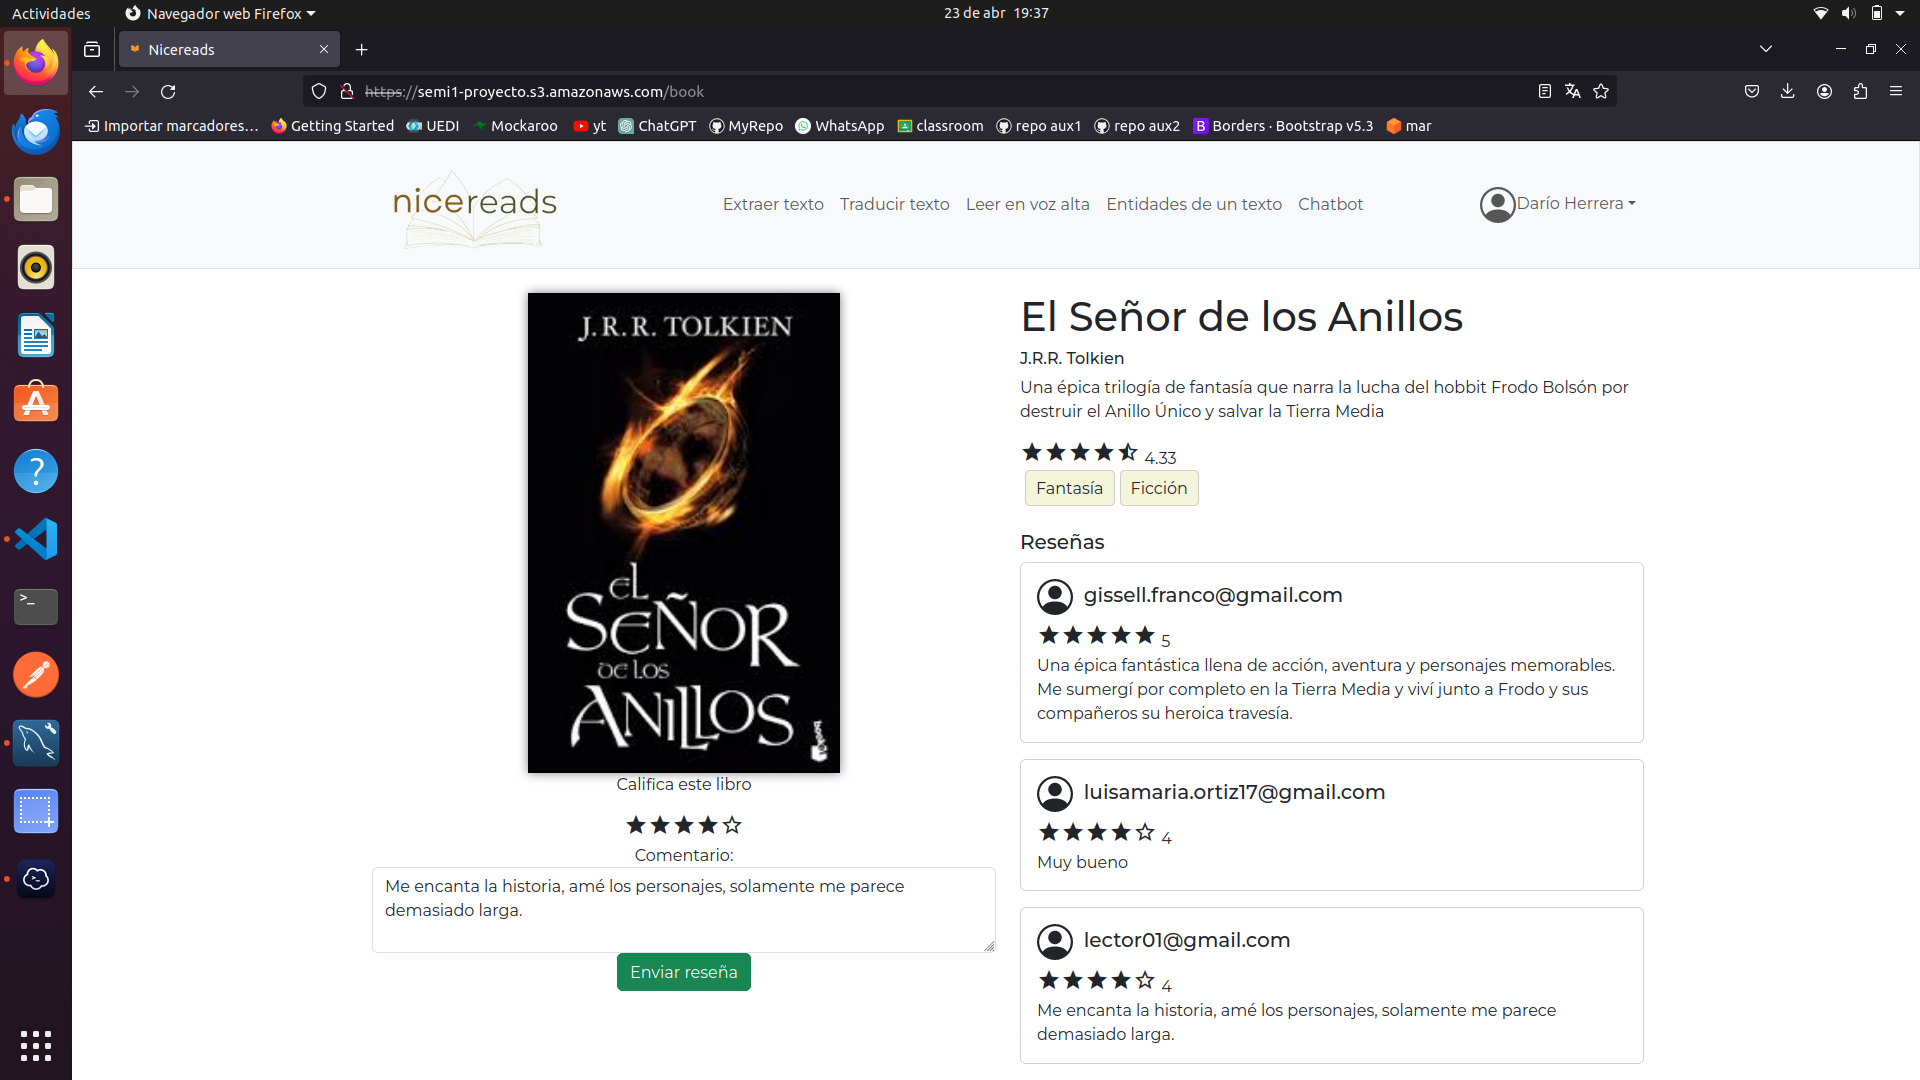 Actividades
Navegador web Firefox
23 de abr 19:37
Nicereads
https://semi1-proyecto.s3.amazonaws.com/book
Importar marcadores...
Getting Started
UEDI
Mockaroo
yt
ChatGPT
MyRepo
WhatsApp
classroom
repo aux1
repo aux2
Borders · Bootstrap v5.3
mar
nicereads
Extraer texto
Traducir texto
Leer en voz alta
Entidades de un texto
Chatbot
Darío Herrera
J.R.R. TOLKIEN
EL
SEÑOR
DE LOS
ANILLOS
Booket
Califica este libro
Comentario:
Me encanta la historia, amé los personajes, solamente me parece
demasiado larga.
Enviar reseña
El Señor de los Anillos
J.R.R. Tolkien
Una épica trilogía de fantasía que narra la lucha del hobbit Frodo Bolsón por
destruir el Anillo Único y salvar la Tierra Media
4.33
Fantasía
Ficción
Reseñas
gissell.franco@gmail.com
5
Una épica fantástica llena de acción, aventura y personajes memorables.
Me sumergí por completo en la Tierra Media y viví junto a Frodo y sus
compañeros su heroica travesía.
luisamaria.ortiz17@gmail.com
4
Muy bueno
lector01@gmail.com
4
Me encanta la historia, amé los personajes, solamente me parece
demasiado larga.